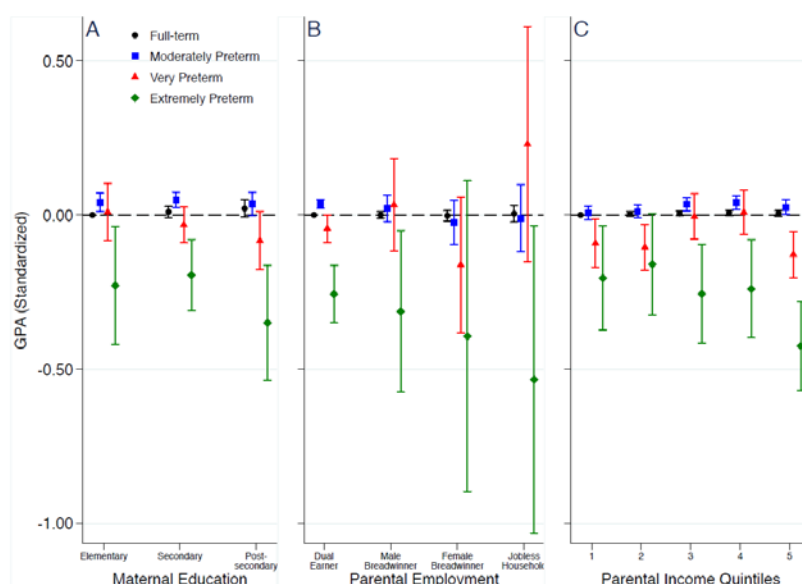 A
B
C
Full-term
Moderately Preterm
Very Preterm
Extremely Preterm
GPA (Standardized)
0.50
0.00
-0.50
-1.00
Elementary
Secondary
Post-
secondary
Maternal Education
Dual
Earner
Male
Breadwinner
Female
Breadwinner
Jobless
Household
Parental Employment
1 2 3 4 5
Parental Income Quintiles